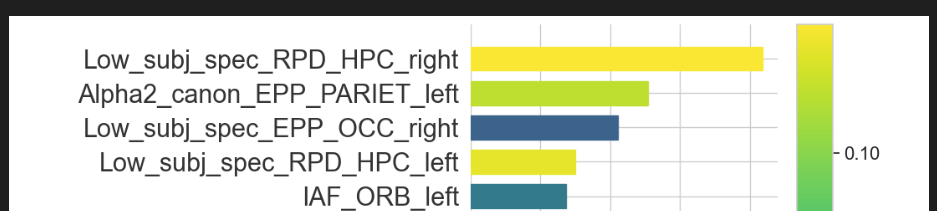 Low_subj_spec_RPD_HPC_right
Alpha2_canon_EPP_PARIET_left
Low_subj_spec_EPP_OCC_right
Low_subj_spec_RPD_HPC_left
0.10
IAF_ORB_left